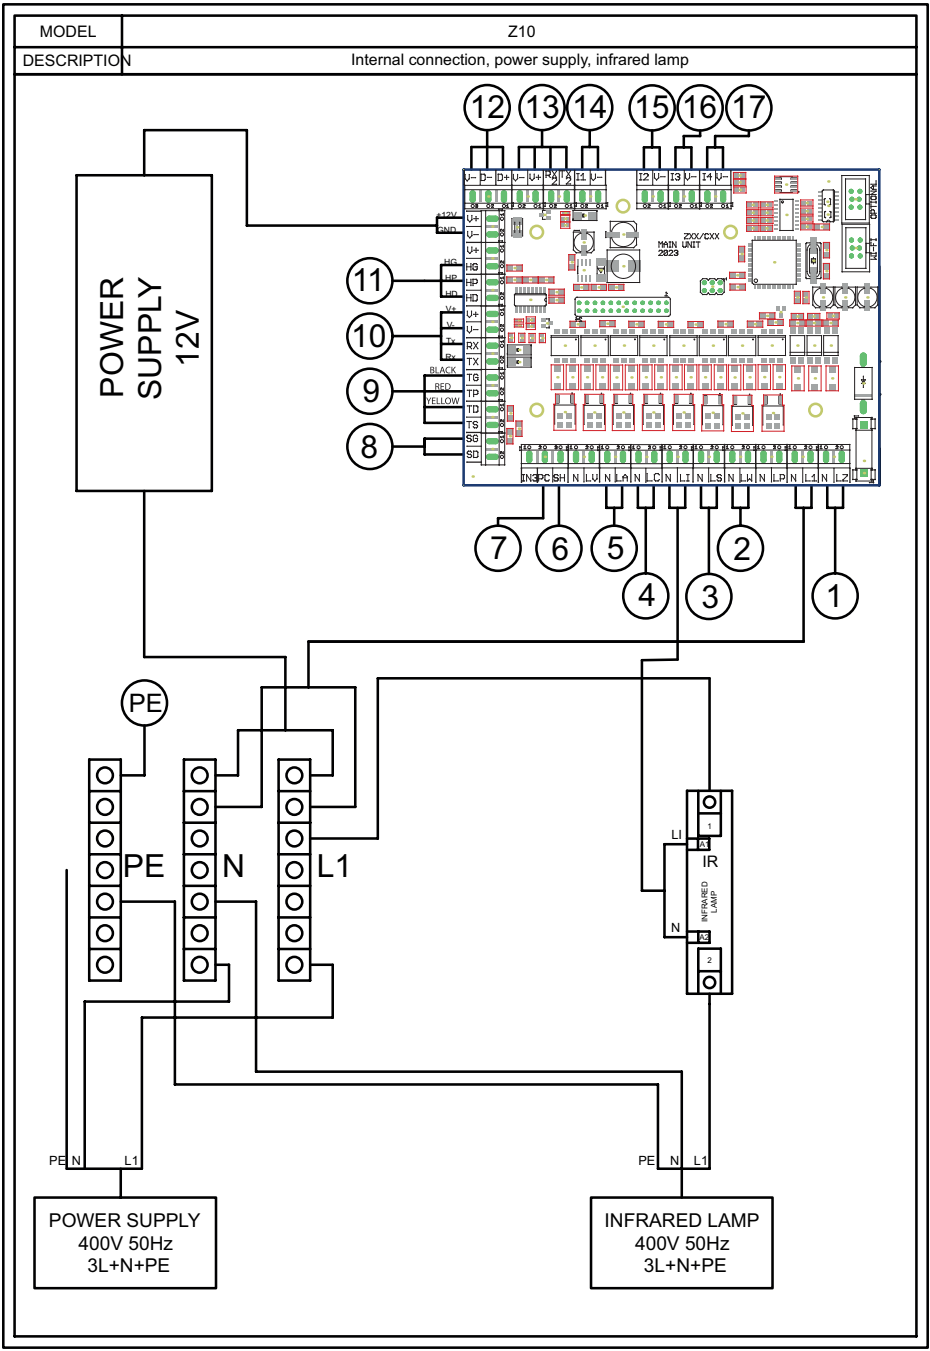 MODEL Z10
DESCRIPTION Internal connection, power supply, infrared lamp
12 13 14 15 16 17
V- D- D+ V- V+ RX2 TX2 I1 V- I2 V- I3 V- I4 V-
OPTIONAL
WI-FI
ZXX/CXX
MAIN UNIT
2023
POWER
SUPPLY
12V
+12V V+
GND V-
V+
HG HG
11 HP HP
HD HD
V+ V+
10 V- V-
Tx RX
Rx TX
BLACK TG
9 RED TP
YELLOW TD
TS
8 SG
SD
IN3 PC SH N LV N LA N LC N LI N LS N LW N LP N L1 N LZ
7 6 5 2
4 3 1
PE
PE N L1
LI A1
1
IR
INFRARED
LAMP
N A2
2
PE N L1
PE N L1
POWER SUPPLY
400V 50Hz
3L+N+PE
INFRARED LAMP
400V 50Hz
3L+N+PE